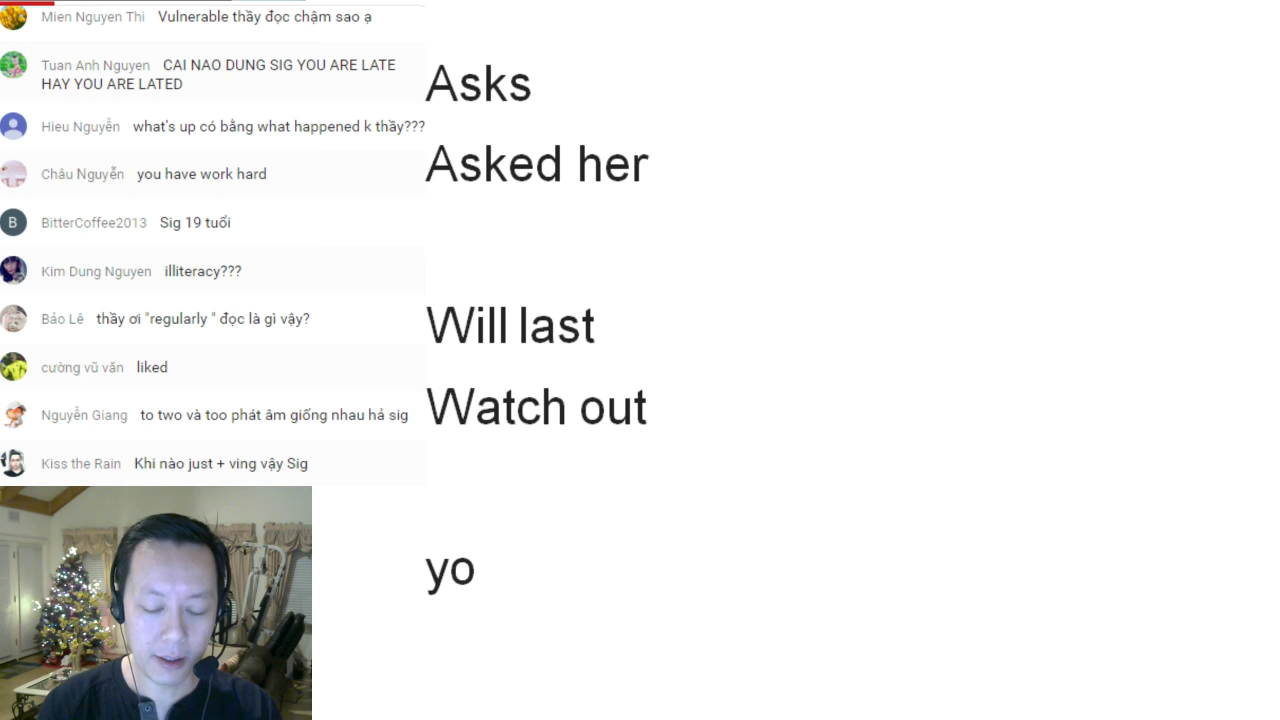 Mien Nguyen Thi Vulnerable thầy đọc chậm sao ạ
Tuan Anh Nguyen CAI NAO DUNG SIG YOU ARE LATE
HAY YOU ARE LATED
Hieu Nguyễn what's up có bằng what happened k thầy???
Châu Nguyễn you have work hard
B BitterCoffee2013 Sig 19 tuổi
Kim Dung Nguyen illiteracy???
Bảo Lê thầy ơi "regularly " đọc là gì vậy?
cường vũ văn liked
Nguyễn Giang to two và too phát âm giống nhau hả sig
Kiss the Rain Khi nào just + ving vậy Sig
Asks
Asked her
Will last
Watch out
yo